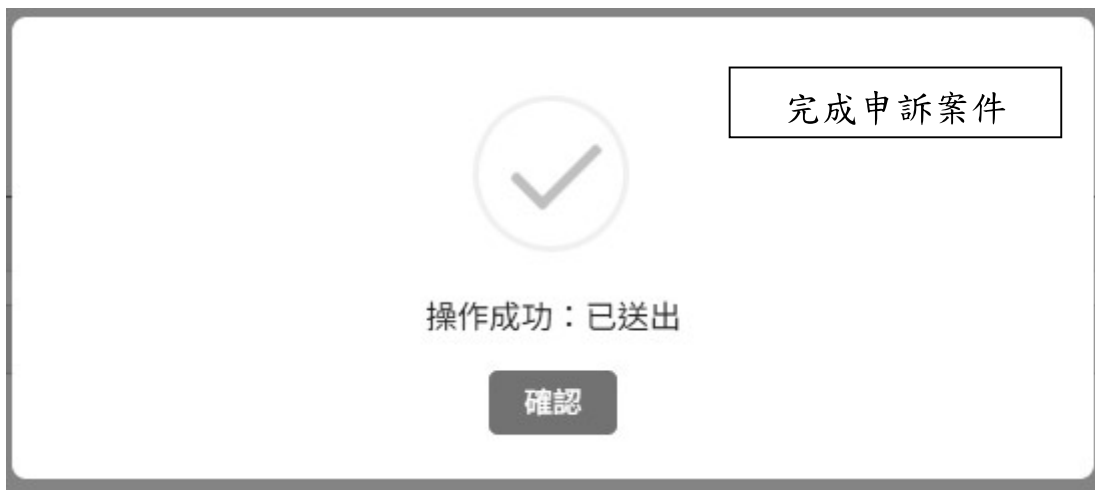 完成申訴案件
操作成功：已送出
確認